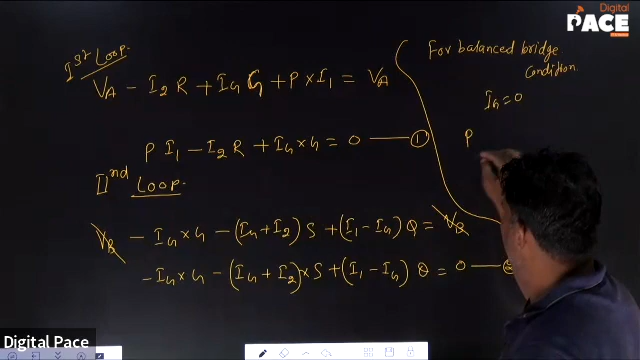 Digital
PACE
Ist Loop.
VA - I2 R + IG G + P × I1 = VA
P I1 - I2 R + IG × G = 0 —— ①
IInd Loop.
VB - IG × G - (IG + I2) S + (I1 - IG) Q = VB
-IG × G - (IG + I2) × S + (I1 - IG) Q = 0 ——
For balanced bridge
Condition.
IG = 0
P
Digital Pace